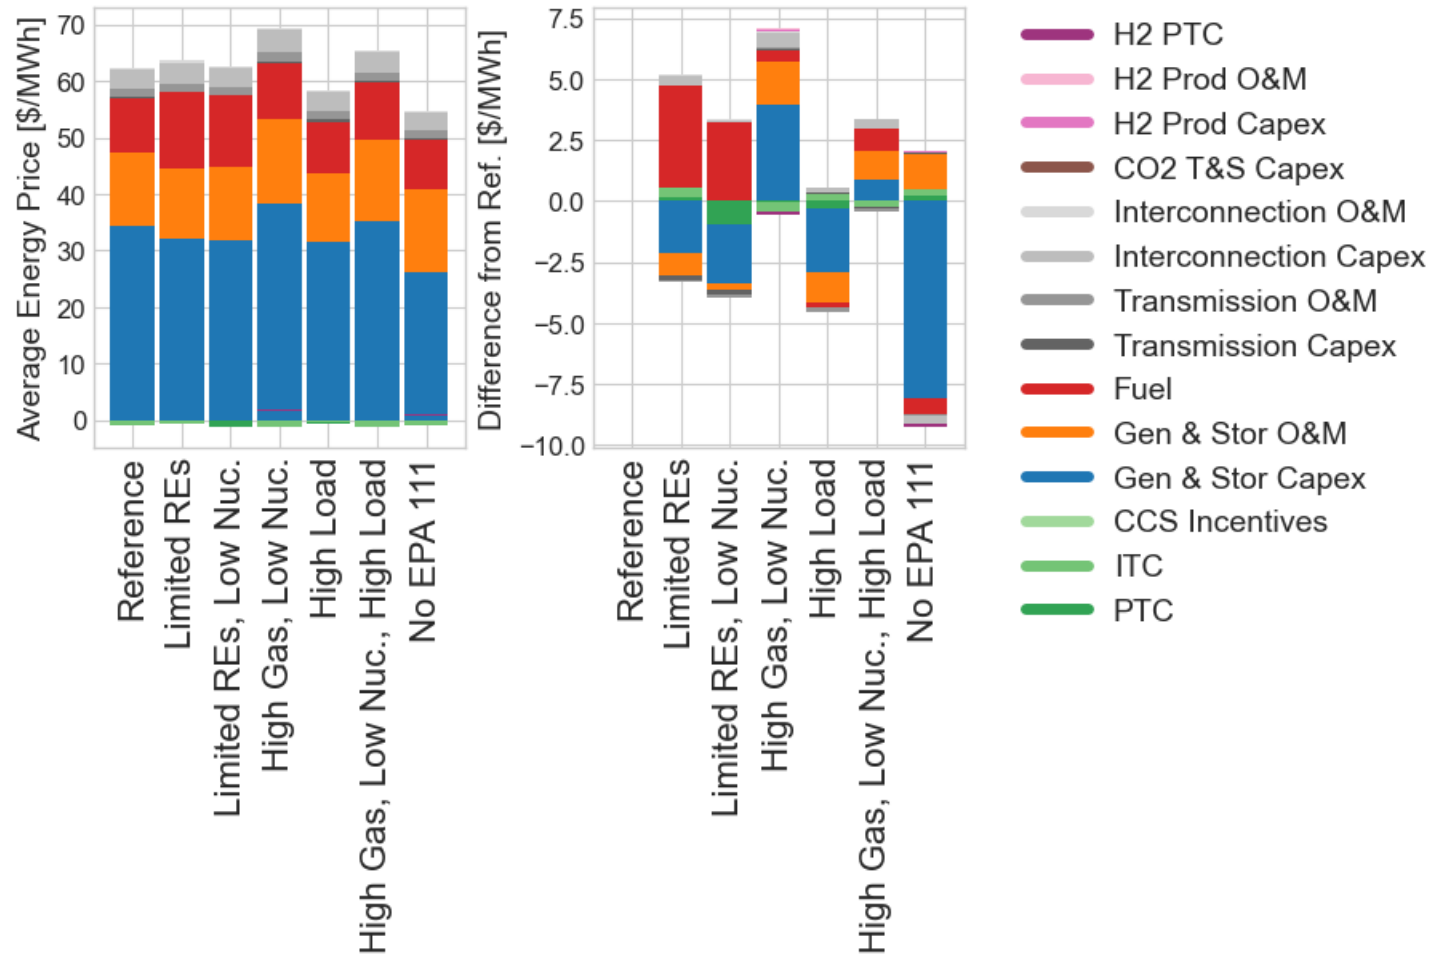 Average Energy Price [$/MWh]
70
60
50
40
30
20
10
0
Reference
Limited REs
Limited REs, Low Nuc.
High Gas, Low Nuc.
High Load
High Gas, Low Nuc., High Load
No EPA 111
Difference from Ref. [$/MWh]
7.5
5.0
2.5
0.0
−2.5
−5.0
−7.5
−10.0
Reference
Limited REs
Limited REs, Low Nuc.
High Gas, Low Nuc.
High Load
High Gas, Low Nuc., High Load
No EPA 111
H2 PTC
H2 Prod O&M
H2 Prod Capex
CO2 T&S Capex
Interconnection O&M
Interconnection Capex
Transmission O&M
Transmission Capex
Fuel
Gen & Stor O&M
Gen & Stor Capex
CCS Incentives
ITC
PTC